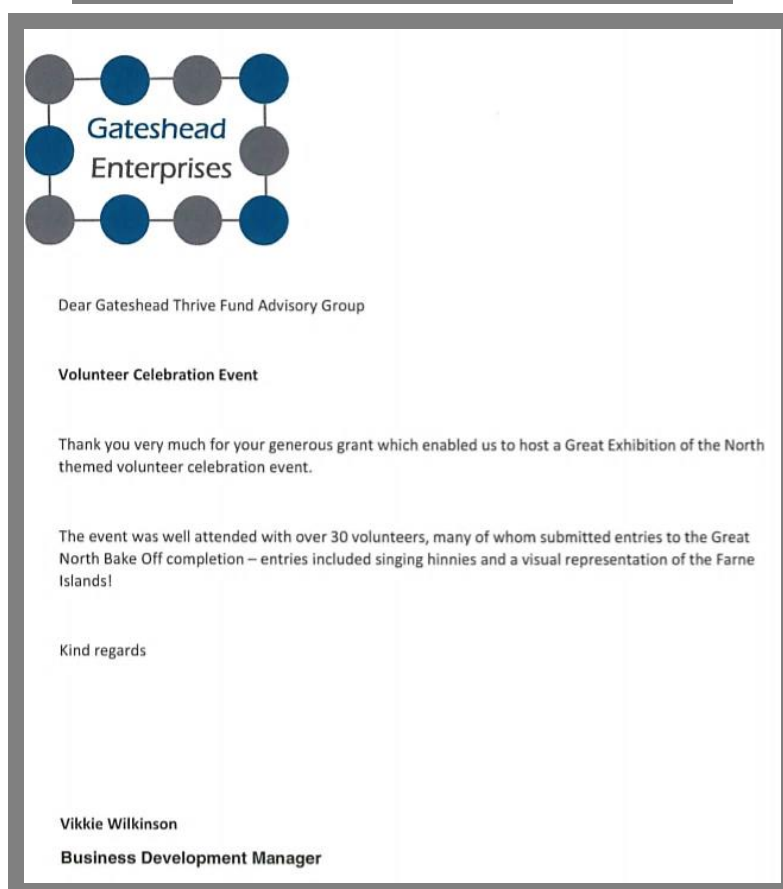 Gateshead
Enterprises
Dear Gateshead Thrive Fund Advisory Group
Volunteer Celebration Event
Thank you very much for your generous grant which enabled us to host a Great Exhibition of the North
themed volunteer celebration event.
The event was well attended with over 30 volunteers, many of whom submitted entries to the Great
North Bake Off completion – entries included singing hinnies and a visual representation of the Farne
Islands!
Kind regards
Vikkie Wilkinson
Business Development Manager